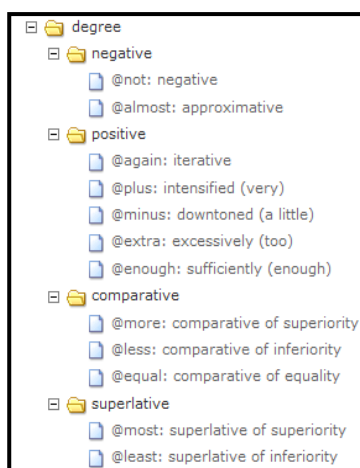 degree
negative
@not: negative
@almost: approximative
positive
@again: iterative
@plus: intensified (very)
@minus: downtoned (a little)
@extra: excessively (too)
@enough: sufficiently (enough)
comparative
@more: comparative of superiority
@less: comparative of inferiority
@equal: comparative of equality
superlative
@most: superlative of superiority
@least: superlative of inferiority